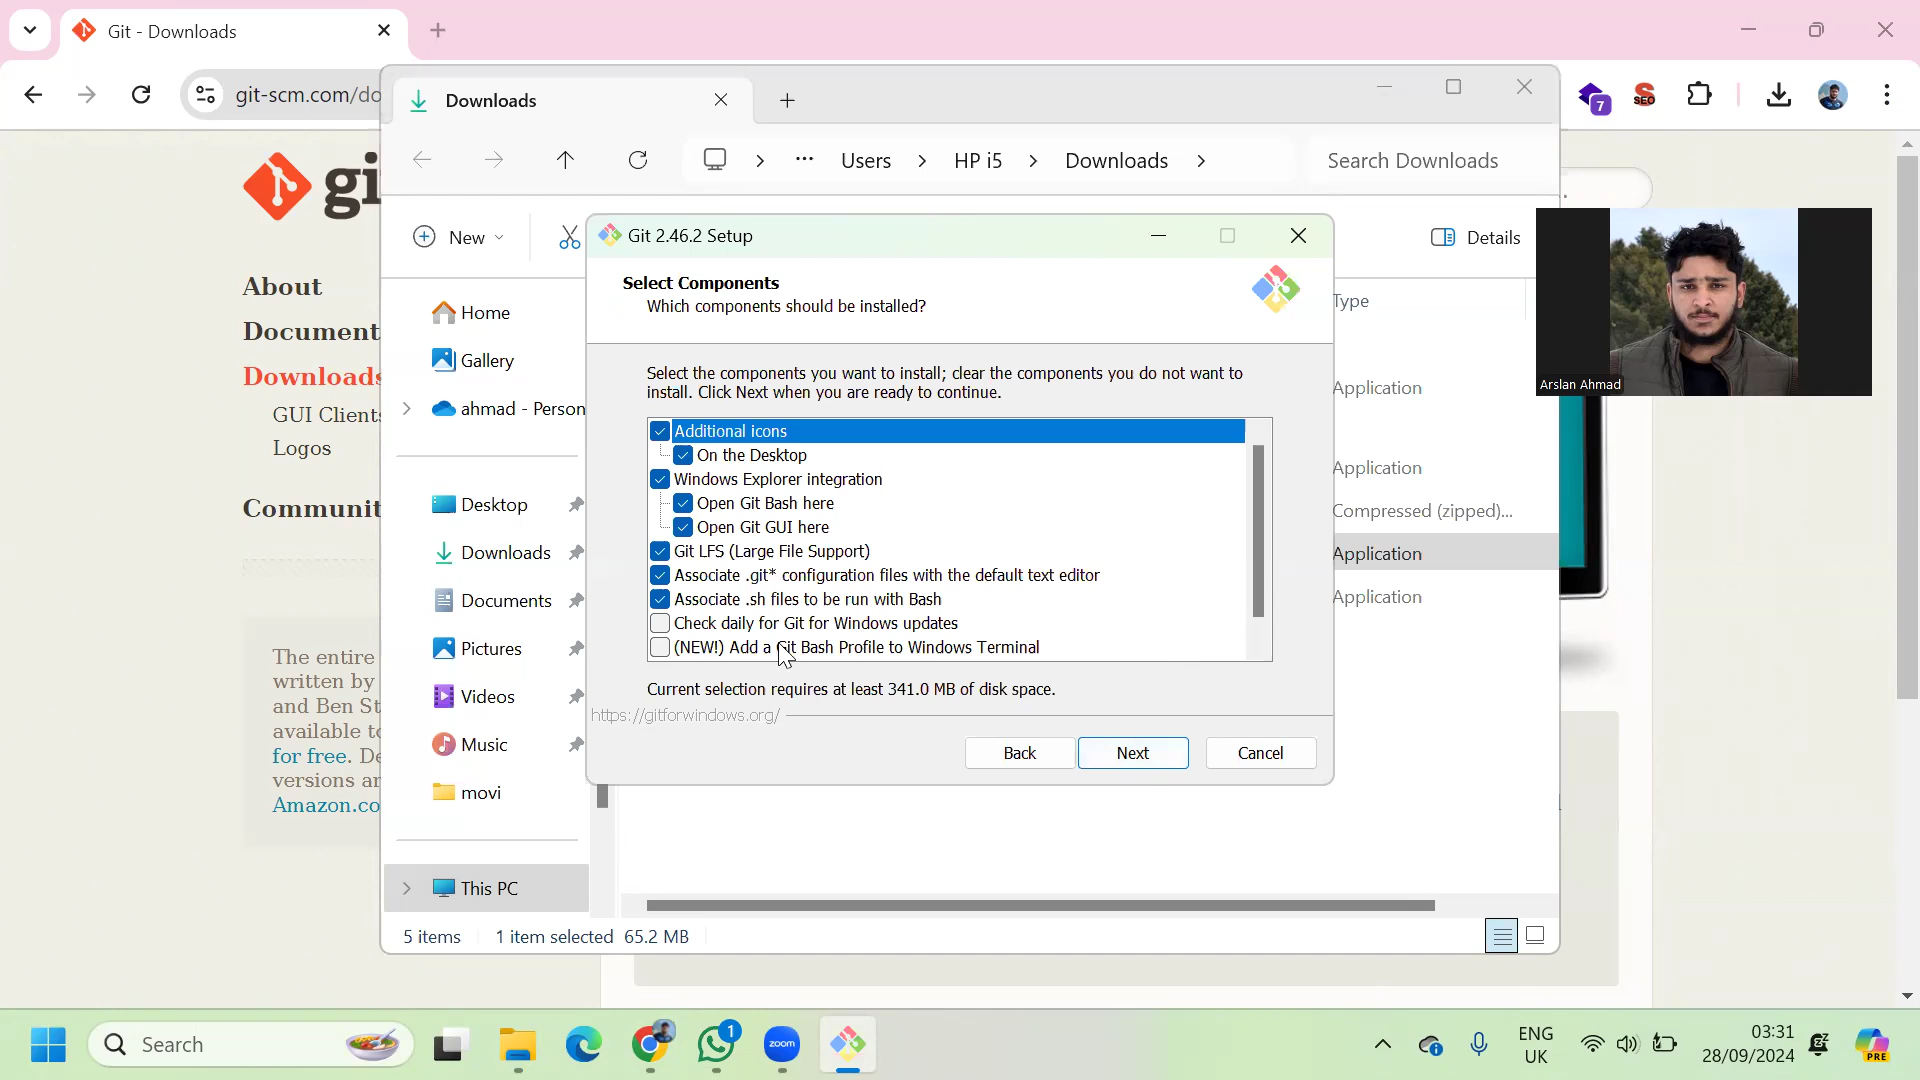 Git - Downloads
git-scm.com/do
7
SEO
Downloads
Users
HP i5
Downloads
Search Downloads
gi
New
Details
Git 2.46.2 Setup
Select Components
Which components should be installed?
Type
About
Document
Downloads
GUI Clients
Logos
Communit
Home
Gallery
ahmad - Person
Desktop
Downloads
Documents
Pictures
Videos
Music
movi
This PC
Select the components you want to install; clear the components you do not want to
install. Click Next when you are ready to continue.
Additional icons
On the Desktop
Windows Explorer integration
Open Git Bash here
Open Git GUI here
Git LFS (Large File Support)
Associate .git* configuration files with the default text editor
Associate .sh files to be run with Bash
Check daily for Git for Windows updates
(NEW!) Add a Git Bash Profile to Windows Terminal
Current selection requires at least 341.0 MB of disk space.
https://gitforwindows.org/
Back
Next
Cancel
Application
Application
Compressed (zipped)...
Application
Application
Arslan Ahmad
The entire
written by
and Ben St
available to
for free. De
versions ar
Amazon.co
5 items
1 item selected 65.2 MB
Search
1
zoom
ENG
UK
03:31
28/09/2024
PRE